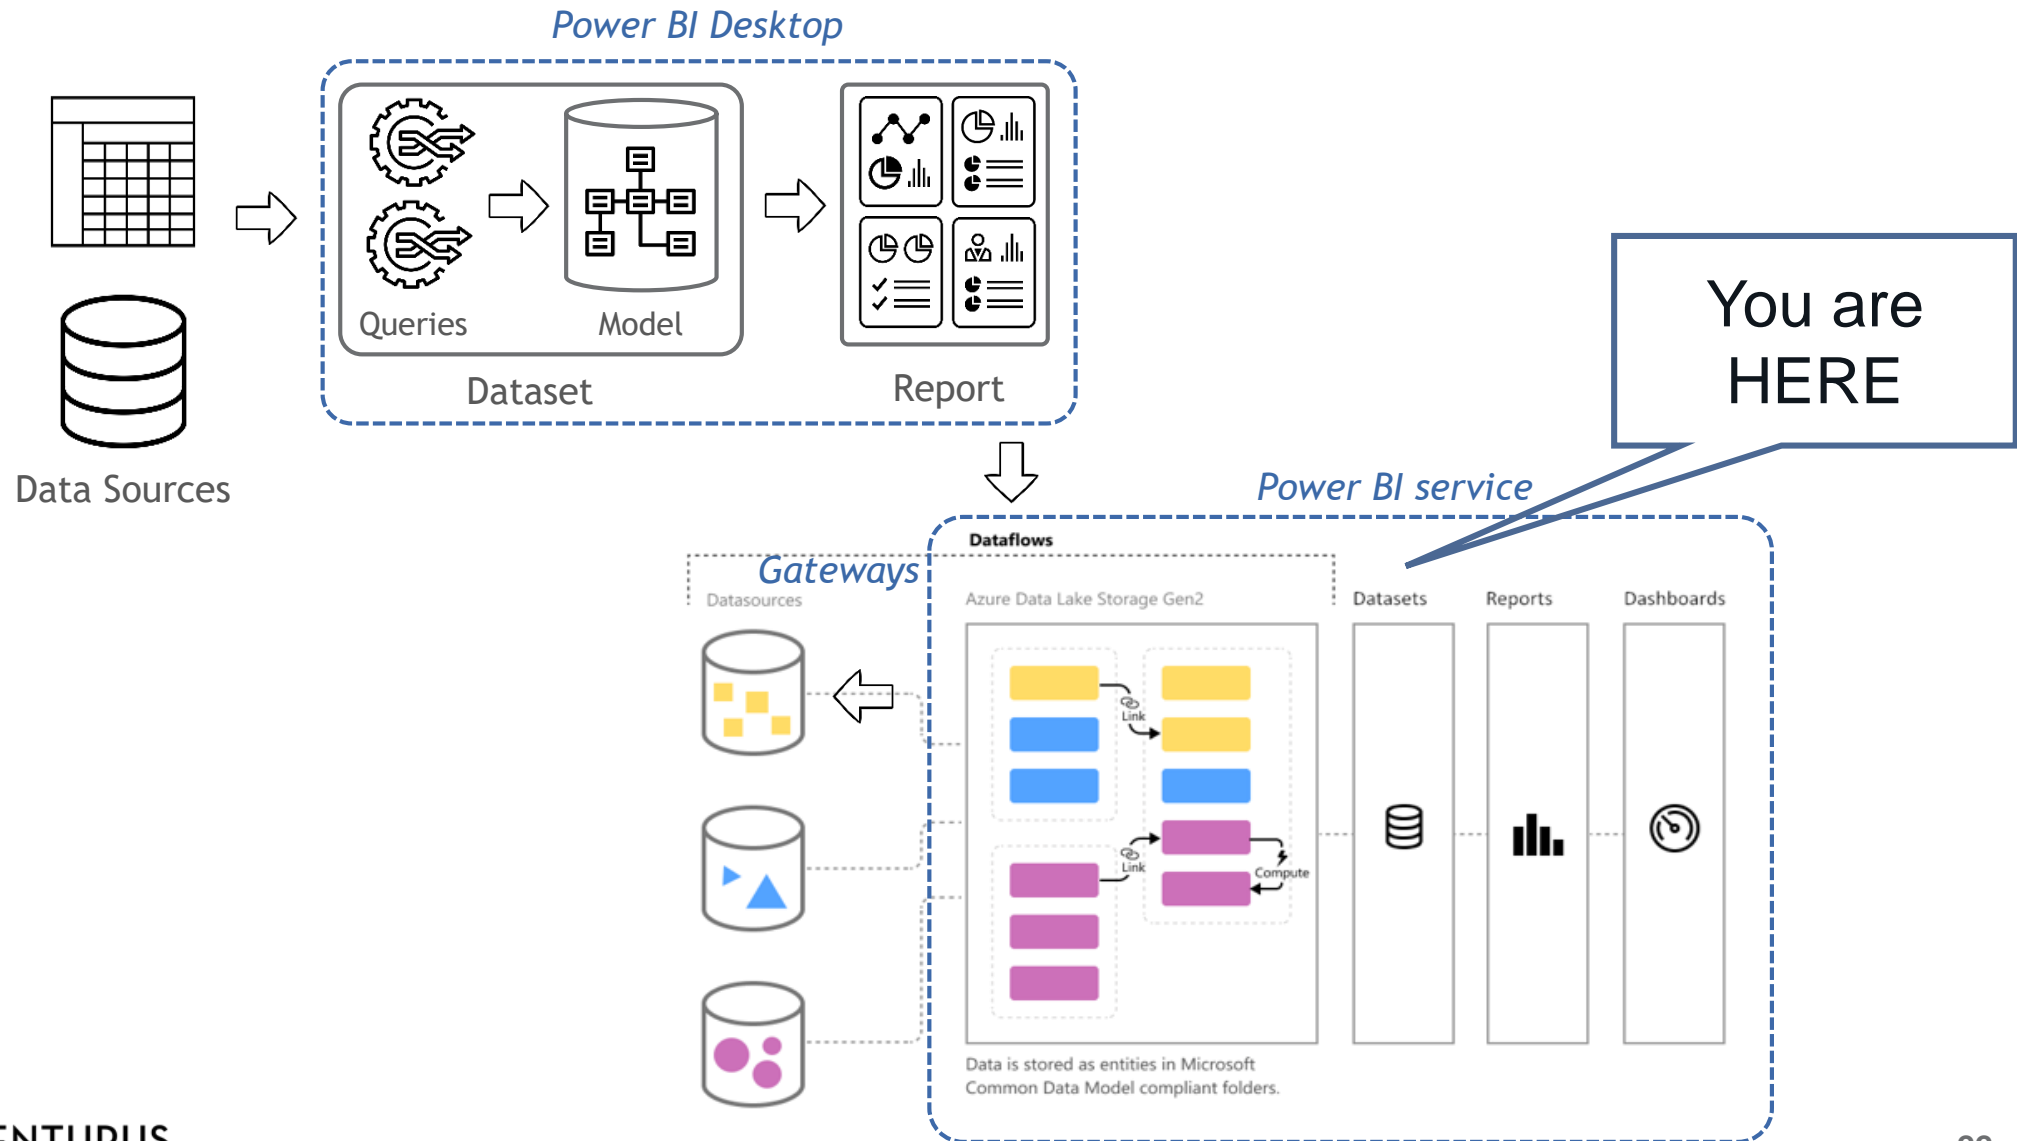 Power BI Desktop
Queries
Model
Dataset
Report
Data Sources
You are
HERE
Power BI service
Dataflows
Gateways
Datasources
Azure Data Lake Storage Gen2
Datasets
Reports
Dashboards
Link
Link
Compute
Data is stored as entities in Microsoft
Common Data Model compliant folders.